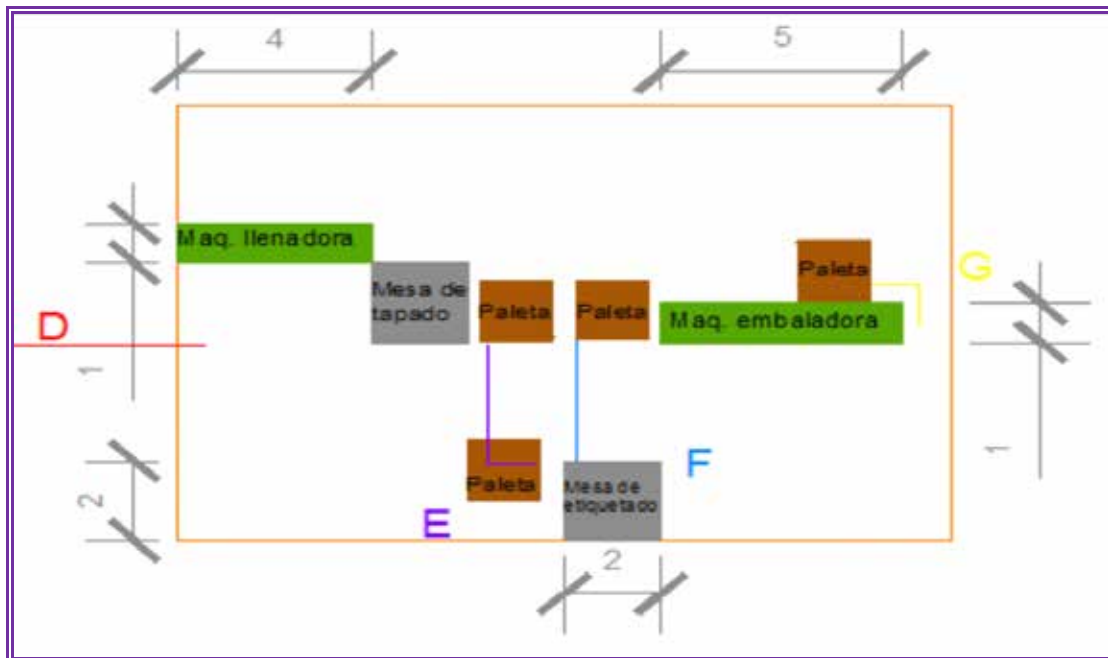 4
5
Maq. llenadora
Paleta
G
Mesa de
tapado
Paleta
Paleta
Maq. embaladora
D
1
1
Paleta
F
Mesa de
etiquetado
2
E
2